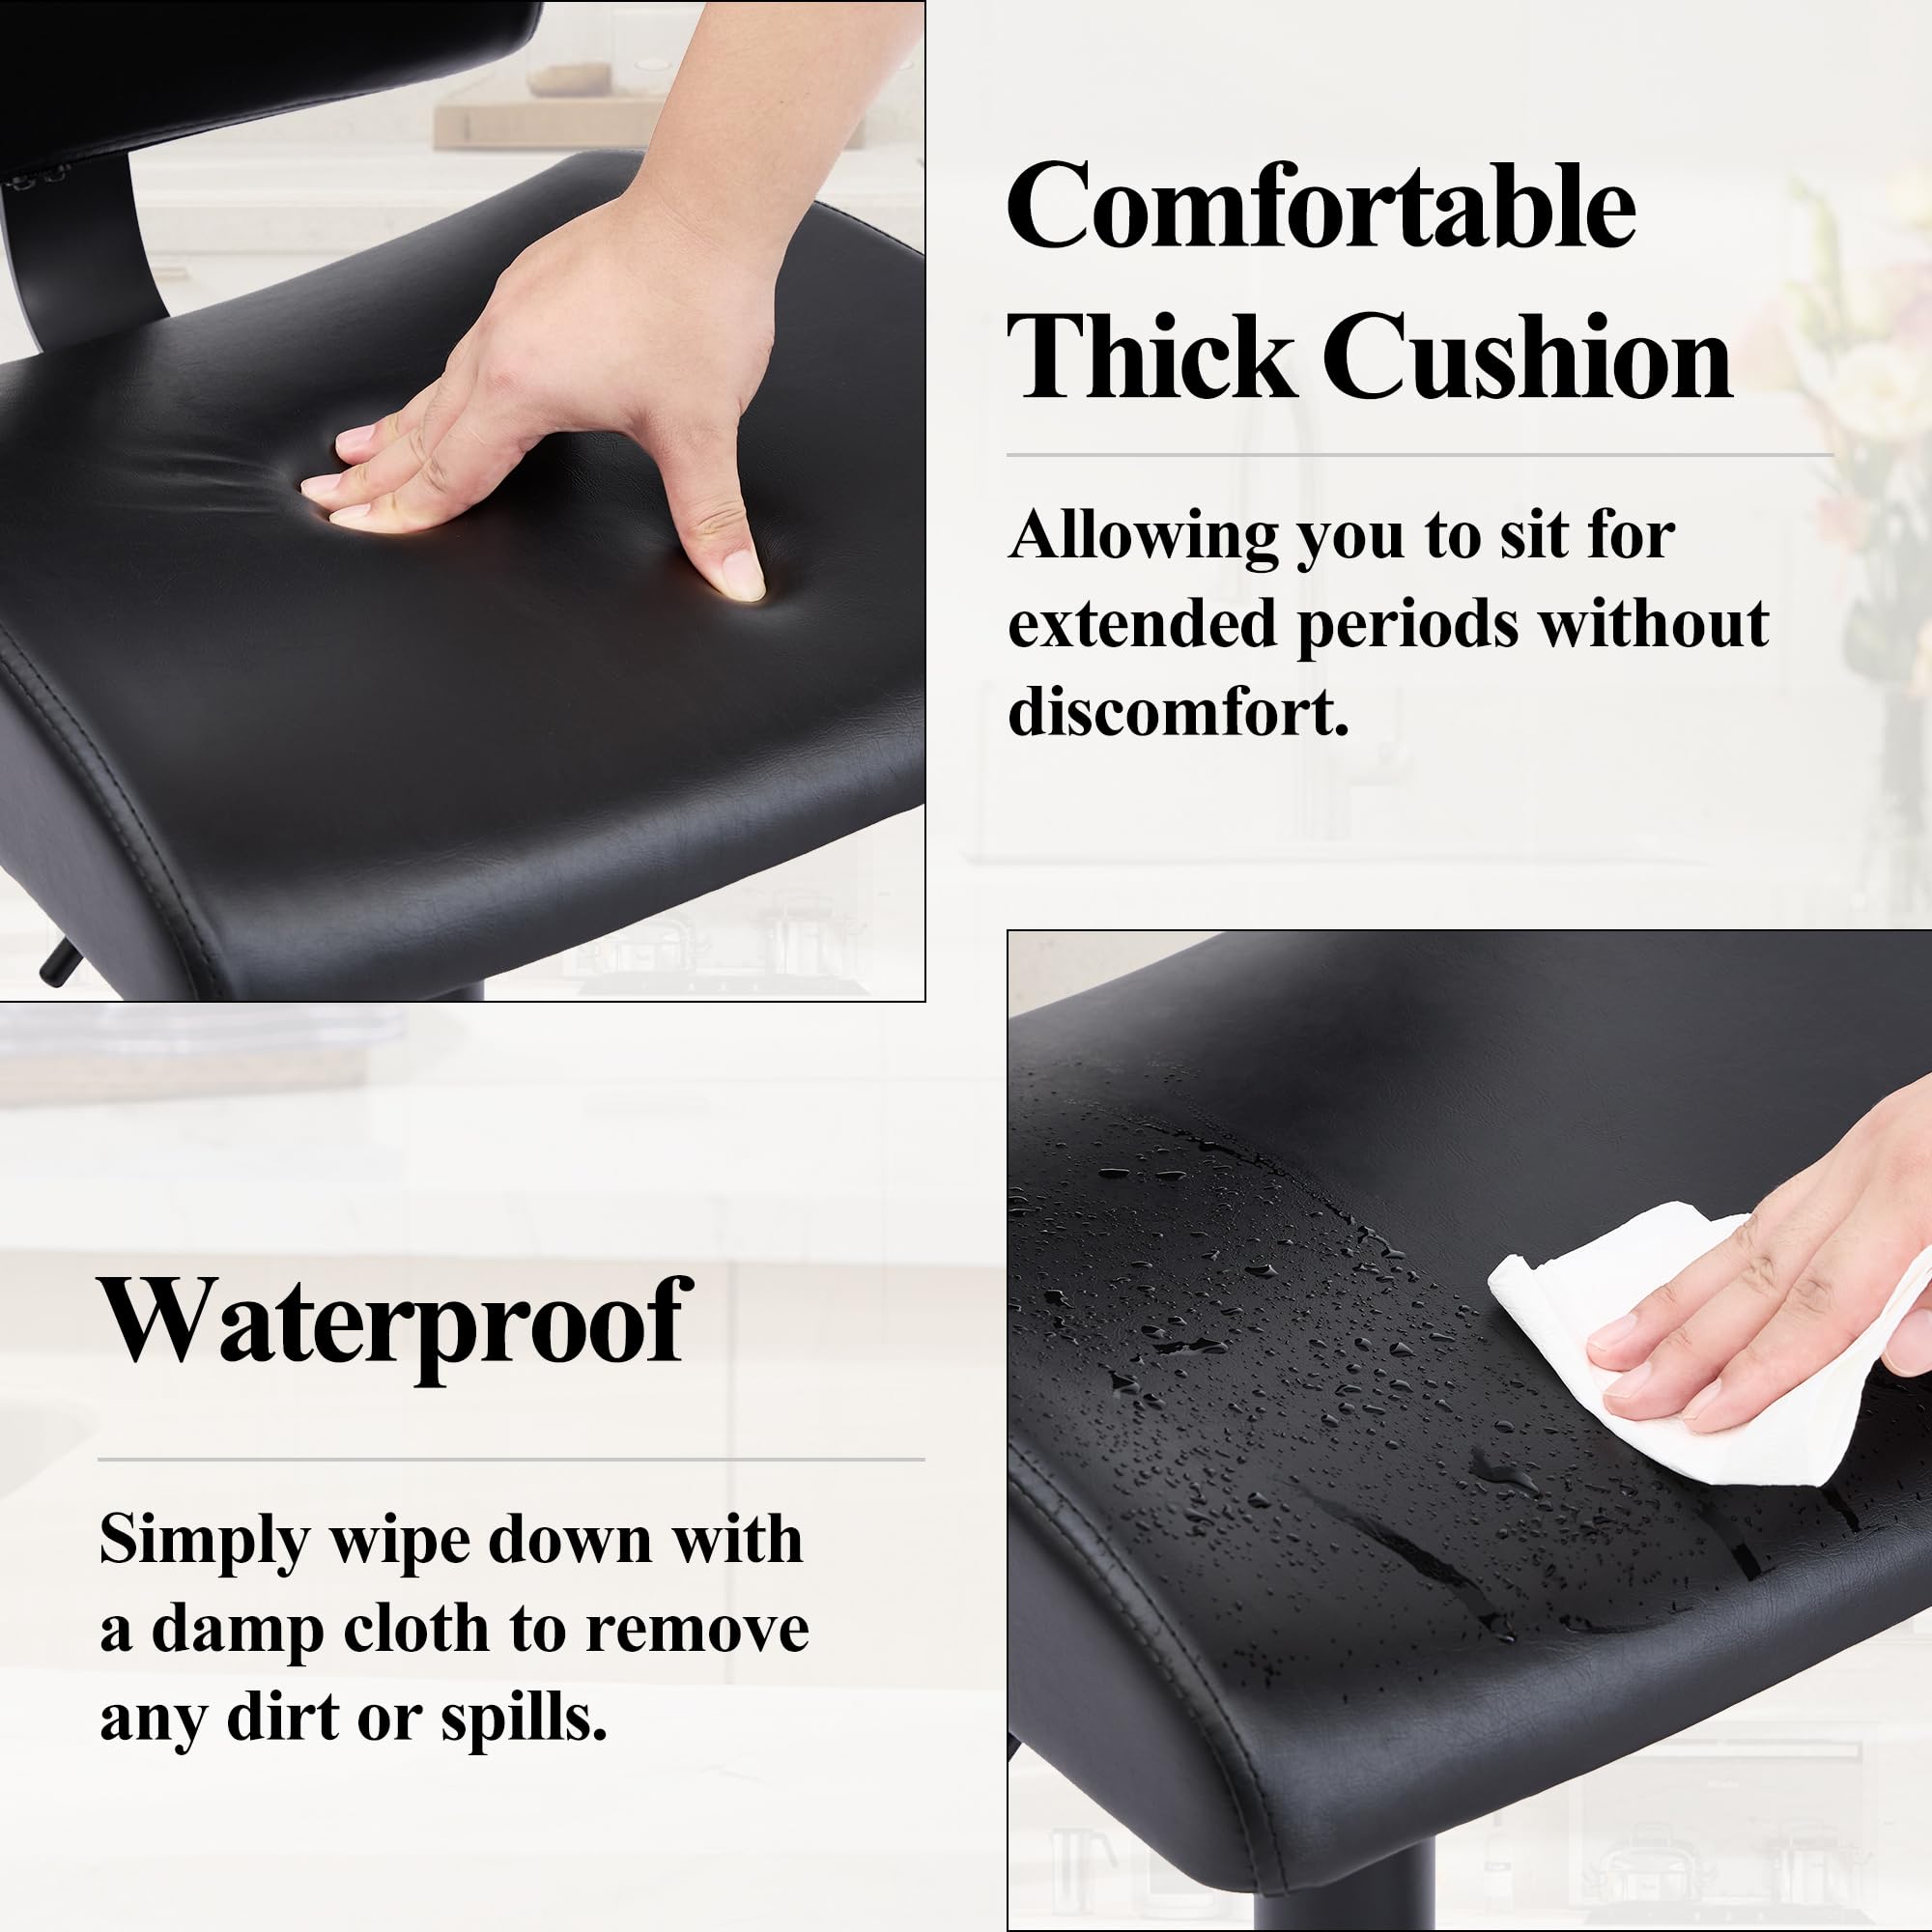 Comfortable
Thick Cushion
Allowing you to sit for
extended periods without
discomfort.
Waterproof
Simply wipe down with
a damp cloth to remove
any dirt or spills.